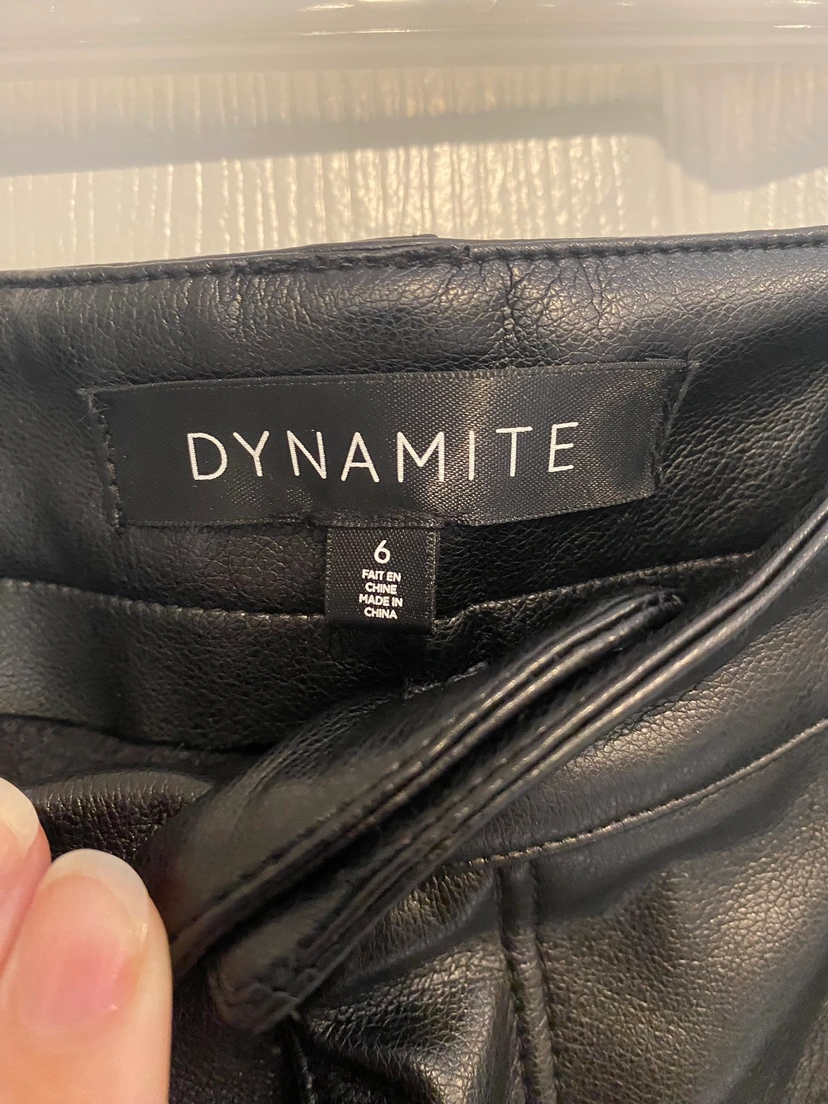 DYNAMITE
6
FAIT EN
CHINE
MADE IN
CHINA